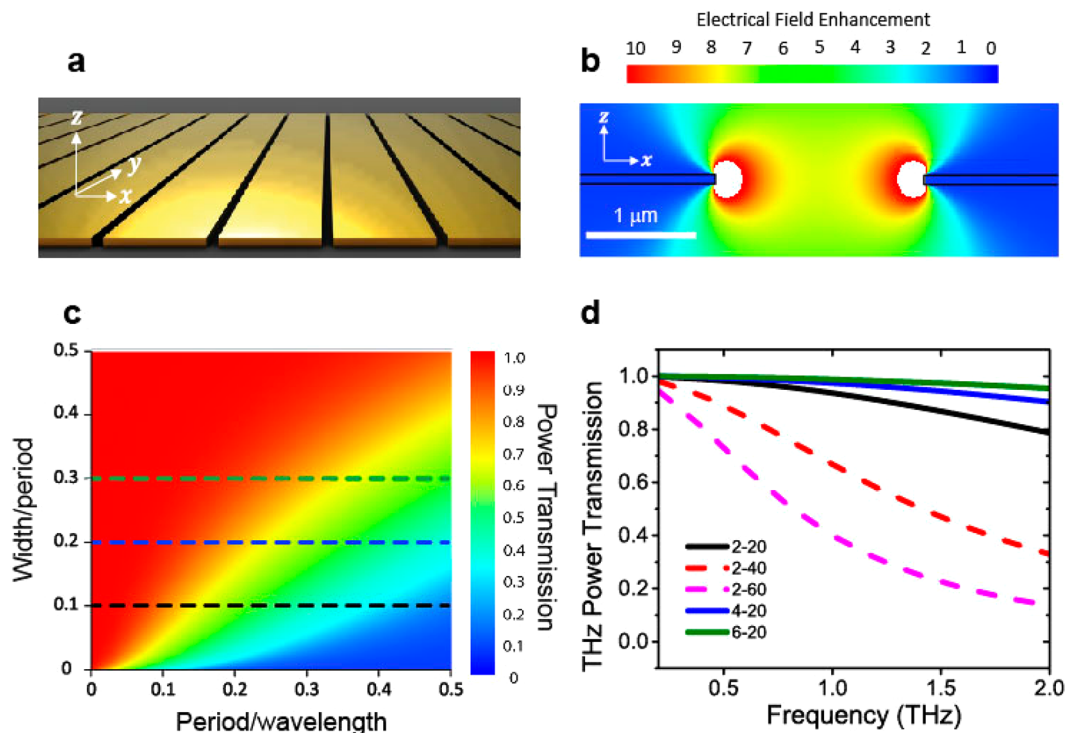 Electrical Field Enhancement
10 9 8 7 6 5 4 3 2 1 0
a
z
y
x
b
z
x
1 μm
c
0.5
0.4
0.3
0.2
0.1
0
0 0.1 0.2 0.3 0.4 0.5
Width/period
Period/wavelength
1.0
0.9
0.8
0.7
0.6
0.5
0.4
0.3
0.2
0.1
0
Power Transmission
d
1.0
0.8
0.6
0.4
0.2
0.0
THz Power Transmission
2-20
2-40
2-60
4-20
6-20
0.5 1.0 1.5 2.0
Frequency (THz)